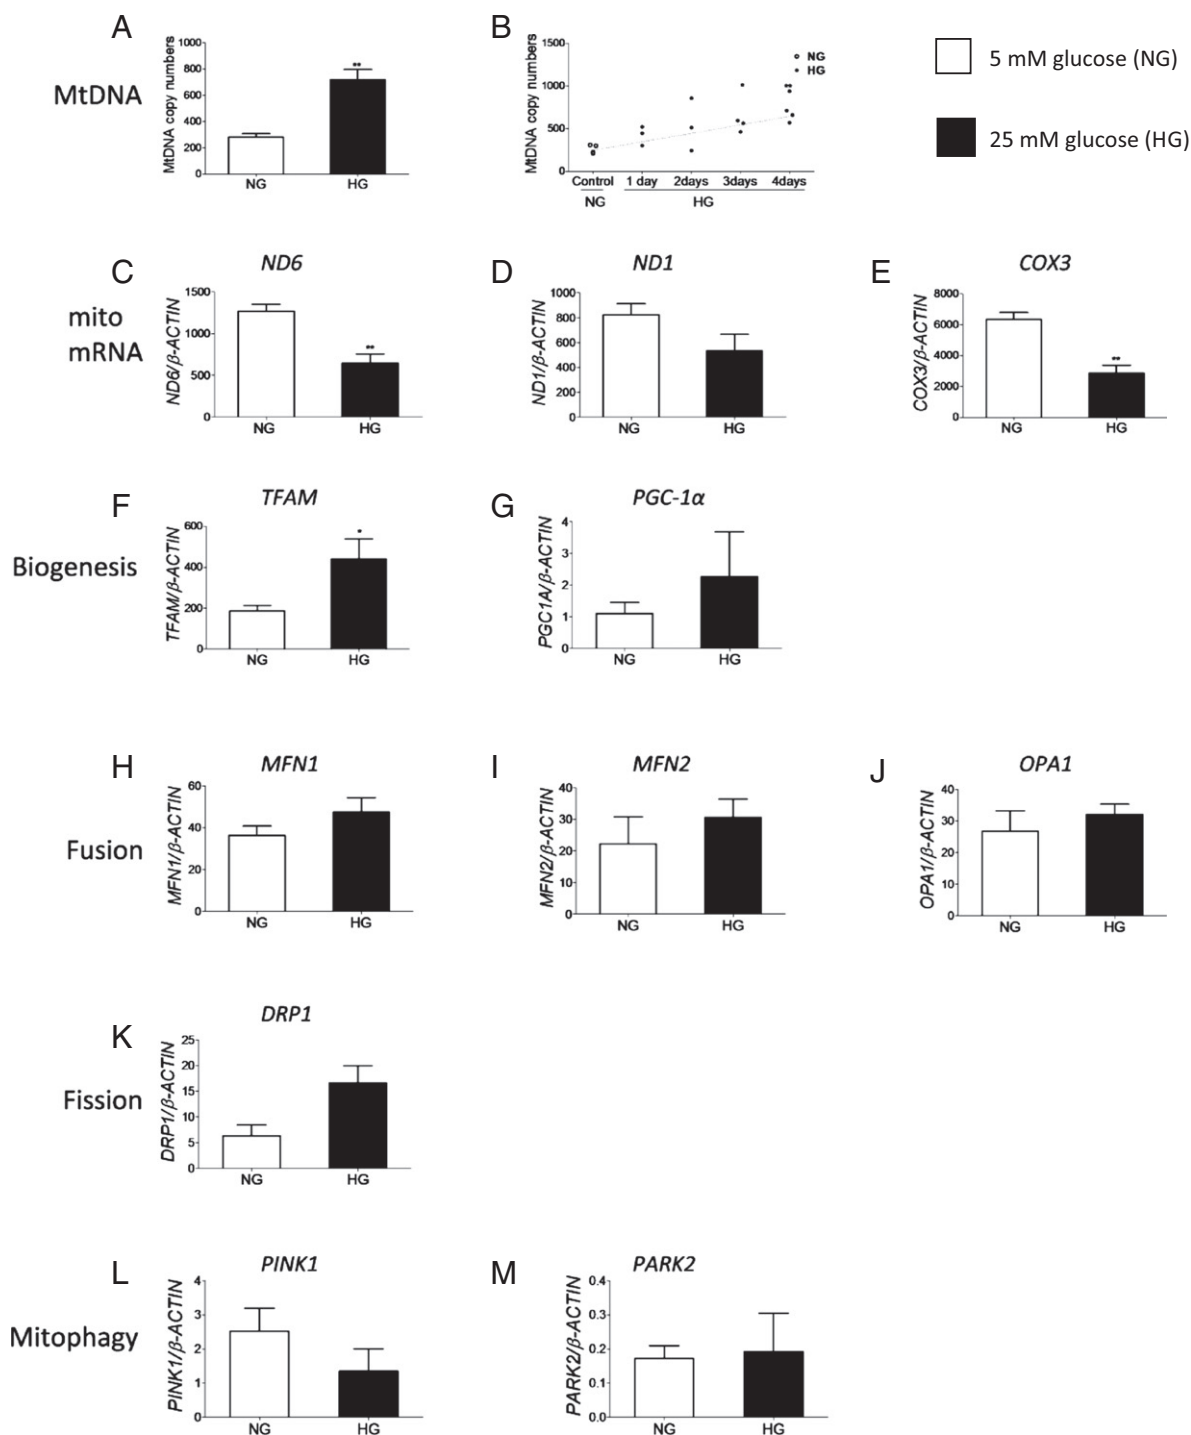 A
B
MtDNA
MtDNA copy numbers
1000
800
600
400
200
0
**
NG
HG
MtDNA copy numbers
1500
1000
500
0
NG
HG
Control
1 day
2days
3days
4days
NG
HG
5 mM glucose (NG)
25 mM glucose (HG)
C
ND6
mito
mRNA
ND6/β-ACTIN
1500
1000
500
0
**
NG
HG
D
ND1
ND1/β-ACTIN
1000
800
600
400
200
0
NG
HG
E
COX3
COX3/β-ACTIN
8000
6000
4000
2000
0
**
NG
HG
F
TFAM
Biogenesis
TFAM/β-ACTIN
600
400
200
0
*
NG
HG
G
PGC-1α
PGC1A/β-ACTIN
4
3
2
1
0
NG
HG
H
MFN1
Fusion
MFN1/β-ACTIN
60
40
20
0
NG
HG
I
MFN2
MFN2/β-ACTIN
40
30
20
10
0
NG
HG
J
OPA1
OPA1/β-ACTIN
40
30
20
10
0
NG
HG
K
DRP1
Fission
DRP1/β-ACTIN
25
20
15
10
5
0
NG
HG
L
PINK1
Mitophagy
PINK1/β-ACTIN
4
3
2
1
0
NG
HG
M
PARK2
PARK2/β-ACTIN
0.4
0.3
0.2
0.1
0.0
NG
HG